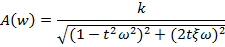 A(w) = k / √((1 − t²ω²)² + (2tξω)²